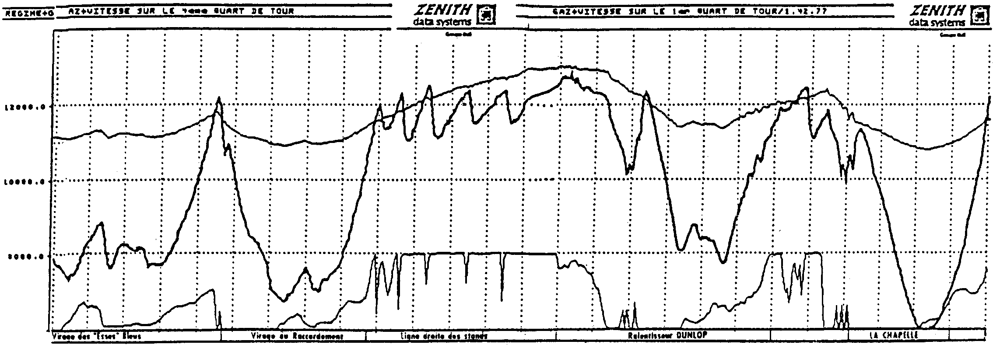 REGIME+G AZ+VITESSE SUR LE 4eme QUART DE TOUR
ZENITH
data systems
GAZ+VITESSE SUR LE 1er QUART DE TOUR/1.42.77
ZENITH
data systems
12000.0
10000.0
8000.0
Virage des "Esses" Bleus
Virage du Raccordement
Ligne droite des stands
Ralentisseur DUNLOP
LA CHAPELLE